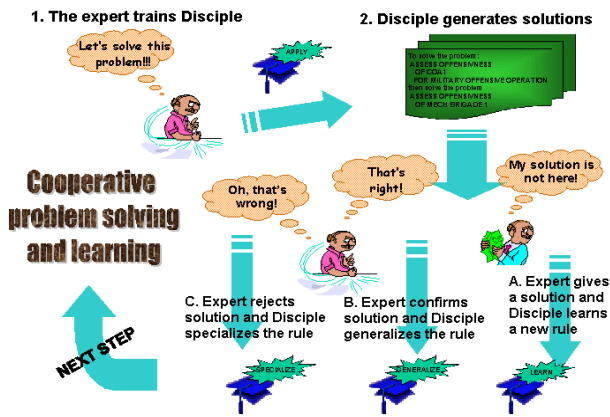 1. The expert trains Disciple
2. Disciple generates solutions
Let's solve this
problem!!!
APPLY
To solve the problem :
ASSESS OFFENSIVNESS
OF COA1
FOR MILITARY OFFENSIVE OPERATION
then solve the problem
ASSESS OFFENSIVNESS
OF MECH BRIGADE 1
Cooperative
problem solving
and learning
Oh, that's
wrong!
That's
right!
My solution is
not here!
C. Expert rejects
solution and Disciple
specializes the rule
B. Expert confirms
solution and Disciple
generalizes the rule
A. Expert gives
a solution and
Disciple learns
a new rule
NEXT STEP
SPECIALIZE
GENERALIZE
LEARN